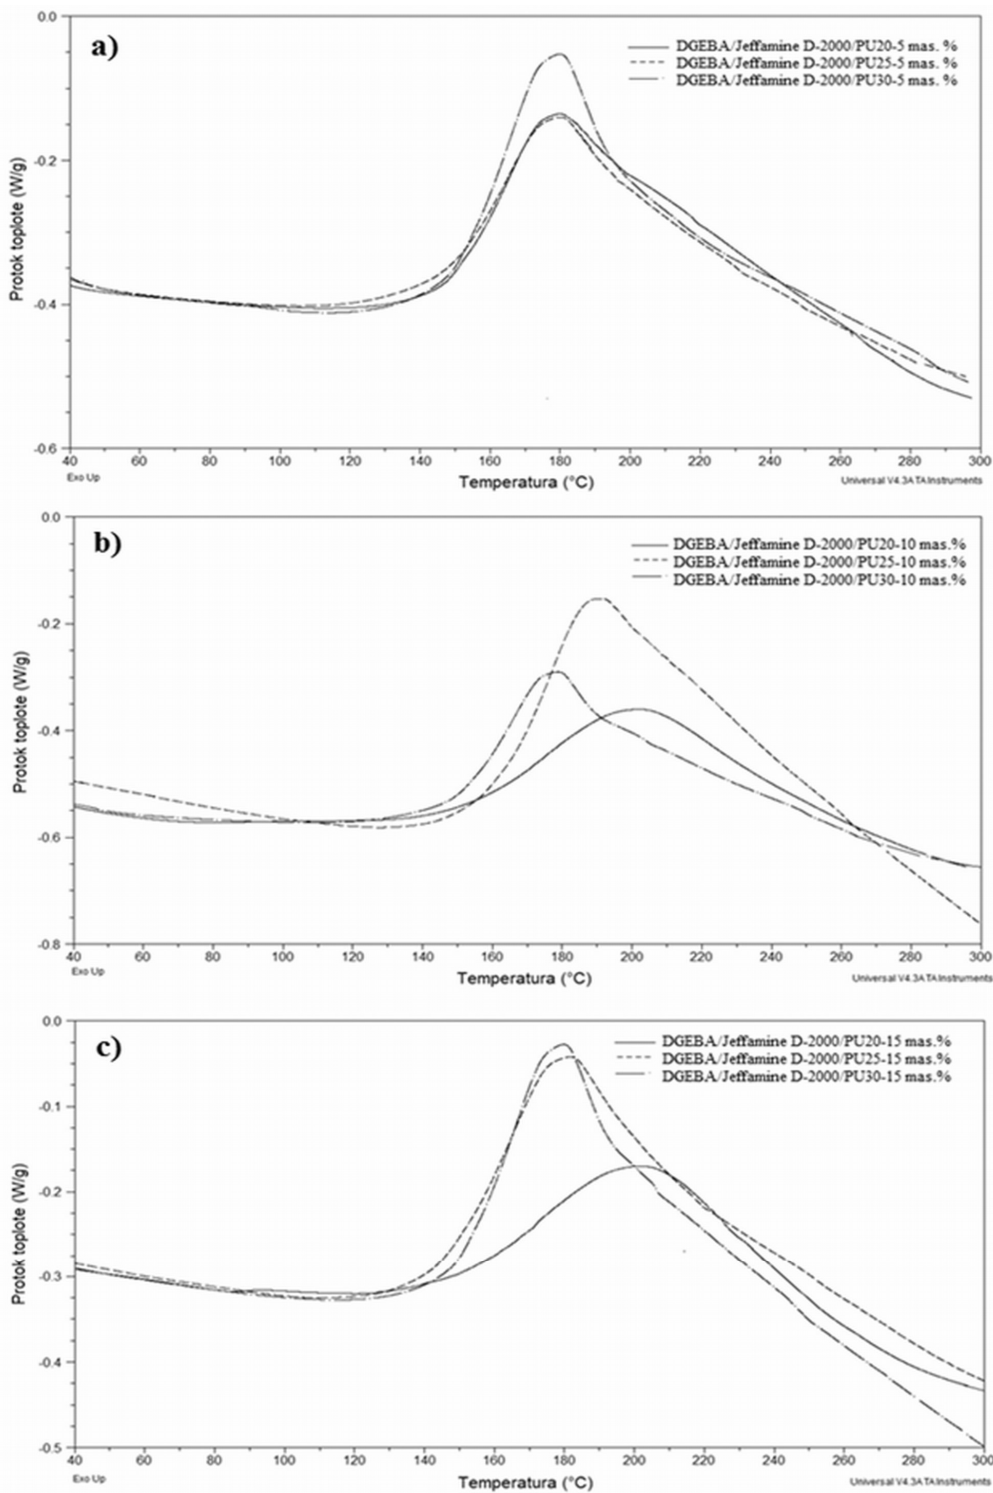 a)
DGEBA/Jeffamine D-2000/PU20-5 mas. %
DGEBA/Jeffamine D-2000/PU25-5 mas. %
DGEBA/Jeffamine D-2000/PU30-5 mas. %
Protok toplote (W/g)
0.0
-0.2
-0.4
-0.6
40 60 80 100 120 140 160 180 200 220 240 260 280 300
Exo Up
Temperatura (°C)
Universal V4.3A TA Instruments
b)
DGEBA/Jeffamine D-2000/PU20-10 mas.%
DGEBA/Jeffamine D-2000/PU25-10 mas.%
DGEBA/Jeffamine D-2000/PU30-10 mas.%
Protok toplote (W/g)
0.0
-0.2
-0.4
-0.6
-0.8
40 60 80 100 120 140 160 180 200 220 240 260 280 300
Exo Up
Temperatura (°C)
Universal V4.3A TA Instruments
c)
DGEBA/Jeffamine D-2000/PU20-15 mas.%
DGEBA/Jeffamine D-2000/PU25-15 mas.%
DGEBA/Jeffamine D-2000/PU30-15 mas.%
Protok toplote (W/g)
0.0
-0.1
-0.2
-0.3
-0.4
-0.5
40 60 80 100 120 140 160 180 200 220 240 260 280 300
Exo Up
Temperatura (°C)
Universal V4.3A TA Instruments